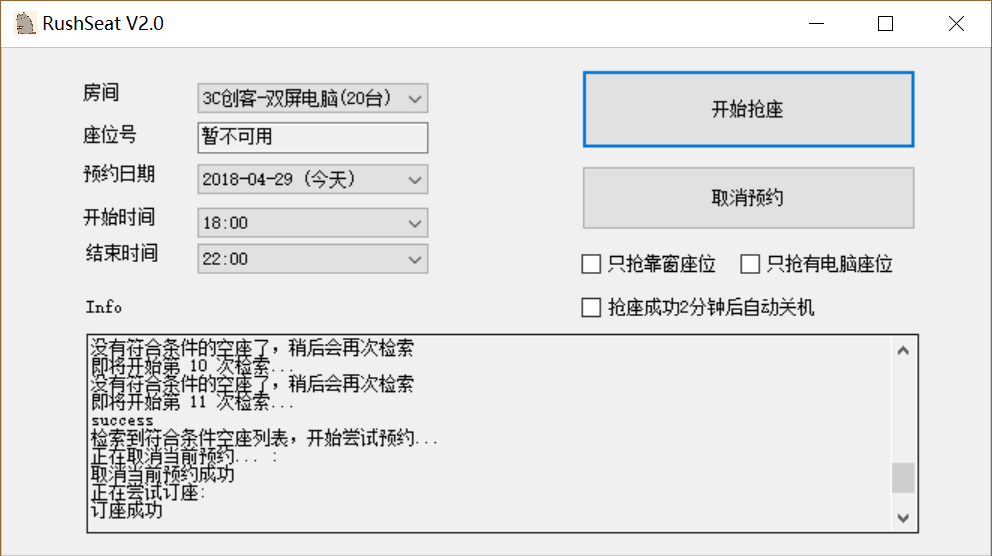 RushSeat V2.0
房间
3C创客-双屏电脑(20台)
开始抢座
座位号
暂不可用
预约日期
2018-04-29 (今天)
取消预约
开始时间
18:00
结束时间
22:00
只抢靠窗座位
只抢有电脑座位
Info
抢座成功2分钟后自动关机
没有符合条件的空座了，稍后会再次检索
即将开始第 10 次检索...
没有符合条件的空座了，稍后会再次检索
即将开始第 11 次检索...
success
检索到符合条件空座列表，开始尝试预约...
正在取消当前预约... :
取消当前预约成功
正在尝试订座:
订座成功